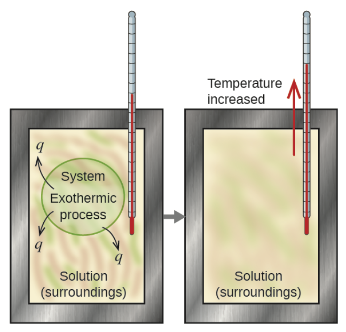 Temperature
increased
q
System
Exothermic
process
q
q
Solution
(surroundings)
Solution
(surroundings)